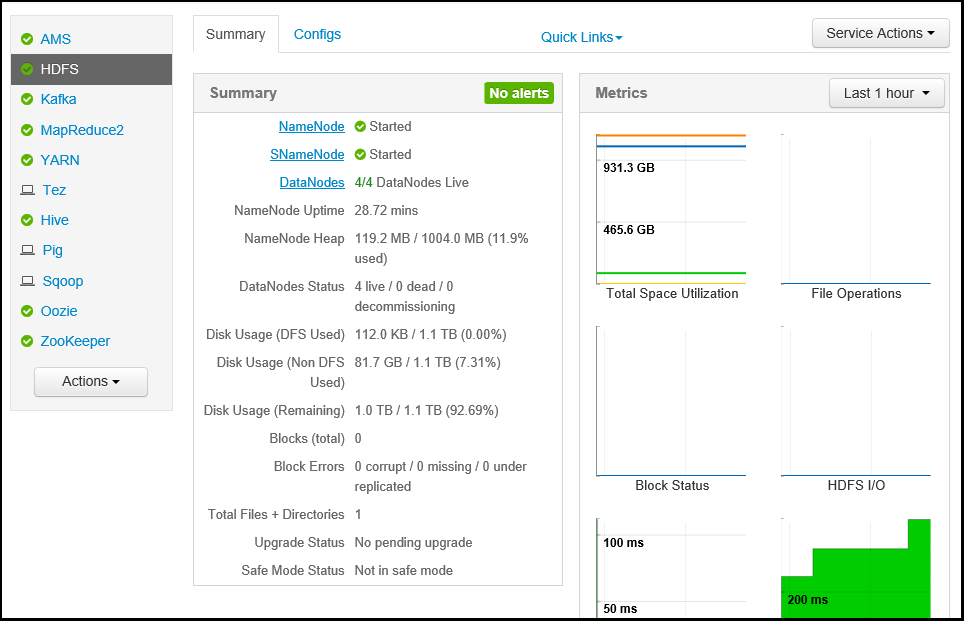 AMS
HDFS
Kafka
MapReduce2
YARN
Tez
Hive
Pig
Sqoop
Oozie
ZooKeeper
Actions
Summary
Configs
Quick Links
Service Actions
Summary
No alerts
NameNode Started
SNameNode Started
DataNodes 4/4 DataNodes Live
NameNode Uptime 28.72 mins
NameNode Heap 119.2 MB / 1004.0 MB (11.9%
used)
DataNodes Status 4 live / 0 dead / 0
decommissioning
Disk Usage (DFS Used) 112.0 KB / 1.1 TB (0.00%)
Disk Usage (Non DFS 81.7 GB / 1.1 TB (7.31%)
Used)
Disk Usage (Remaining) 1.0 TB / 1.1 TB (92.69%)
Blocks (total) 0
Block Errors 0 corrupt / 0 missing / 0 under
replicated
Total Files + Directories 1
Upgrade Status No pending upgrade
Safe Mode Status Not in safe mode
Metrics
Last 1 hour
931.3 GB
465.6 GB
Total Space Utilization
File Operations
Block Status
HDFS I/O
100 ms
50 ms
200 ms